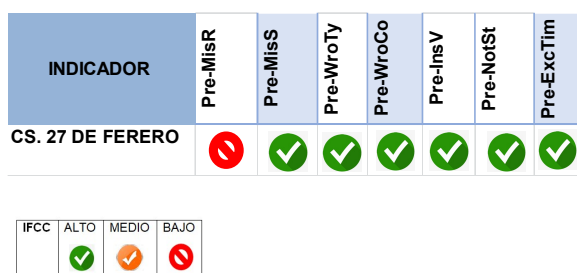 INDICADOR
Pre-MisR
Pre-MisS
Pre-WroTy
Pre-WroCo
Pre-InsV
Pre-NotSt
Pre-ExcTim
CS. 27 DE FERERO
IFCC ALTO MEDIO BAJO